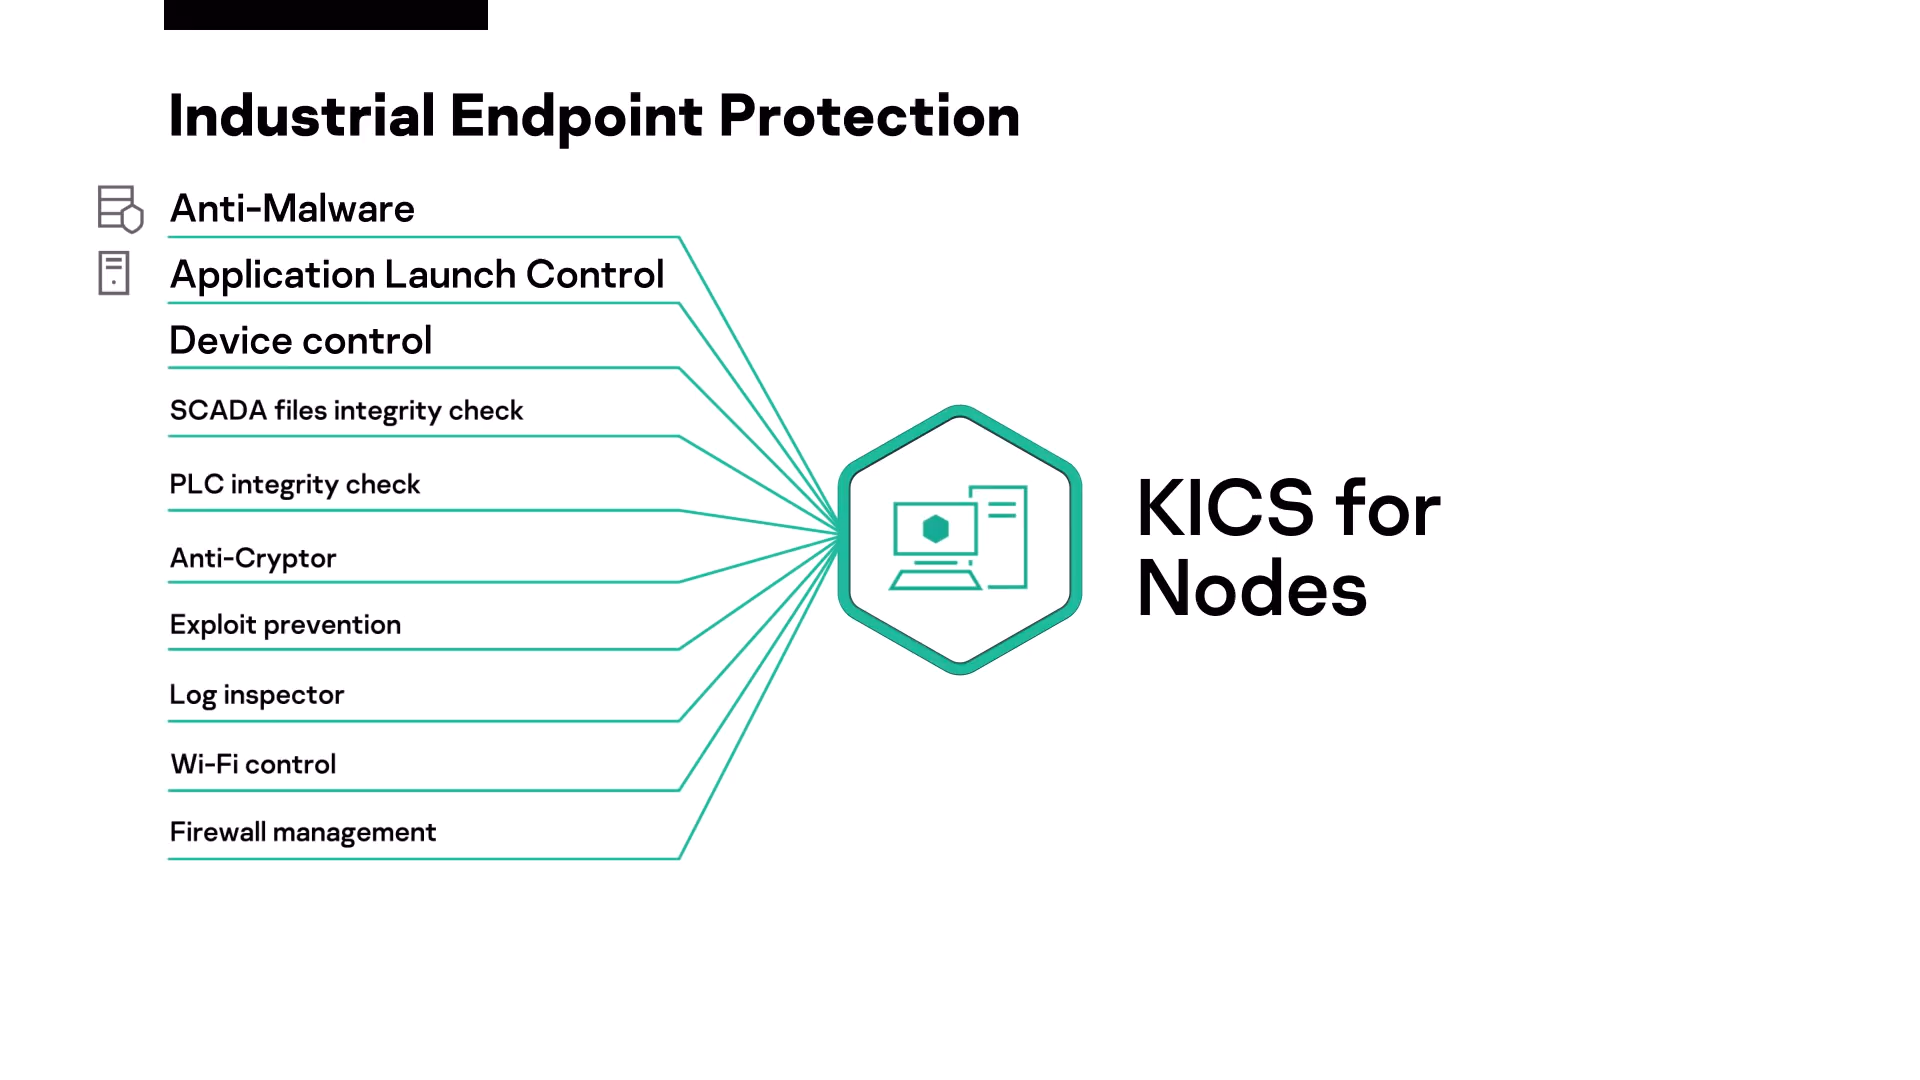 Industrial Endpoint Protection
Anti-Malware
Application Launch Control
Device control
SCADA files integrity check
PLC integrity check
Anti-Cryptor
Exploit prevention
Log inspector
Wi-Fi control
Firewall management
KICS for
Nodes